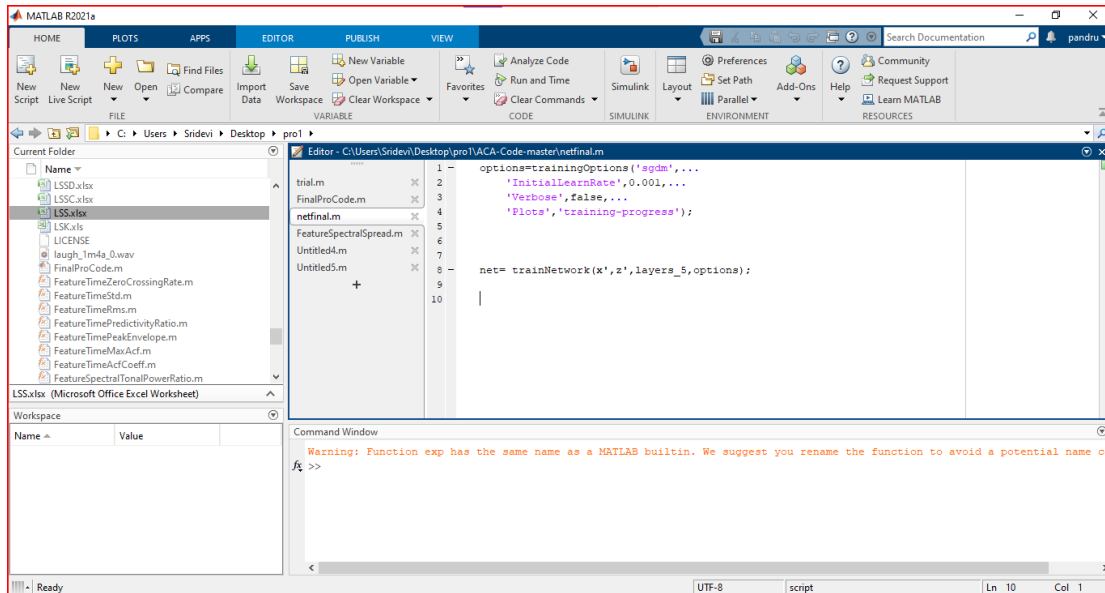 MATLAB R2021a
HOME PLOTS APPS EDITOR PUBLISH VIEW Search Documentation pandru
New Script
New Live Script
New
Open
Find Files
Compare
Import Data
Save Workspace
New Variable
Open Variable
Clear Workspace
Favorites
Analyze Code
Run and Time
Clear Commands
Simulink
Layout
Preferences
Set Path
Parallel
Add-Ons
Help
Community
Request Support
Learn MATLAB
FILE VARIABLE CODE SIMULINK ENVIRONMENT RESOURCES
C: Users Sridevi Desktop pro1
Current Folder
Name
LSSD.xlsx
LSSC.xlsx
LSS.xlsx
LSK.xls
LICENSE
laugh_1m4a_0.wav
FinalProCode.m
FeatureTimeZeroCrossingRate.m
FeatureTimeStd.m
FeatureTimeRms.m
FeatureTimePredictivityRatio.m
FeatureTimePeakEnvelope.m
FeatureTimeMaxAcf.m
FeatureTimeAcfCoeff.m
FeatureSpectralTonalPowerRatio.m
LSS.xlsx (Microsoft Office Excel Worksheet)
Workspace
Name Value
Editor - C:\Users\Sridevi\Desktop\pro1\ACA-Code-master\netfinal.m
trial.m
FinalProCode.m
netfinal.m
FeatureSpectralSpread.m
Untitled4.m
Untitled5.m
+
1 – options=trainingOptions('sgdm',...
2 'InitialLearnRate',0.001,...
3 'Verbose',false,...
4 'Plots','training-progress');
5
6
7
8 – net= trainNetwork(x',z',layers_5,options);
9
10
Command Window
Warning: Function exp has the same name as a MATLAB builtin. We suggest you rename the function to avoid a potential name c
fx >>
Ready UTF-8 script Ln 10 Col 1